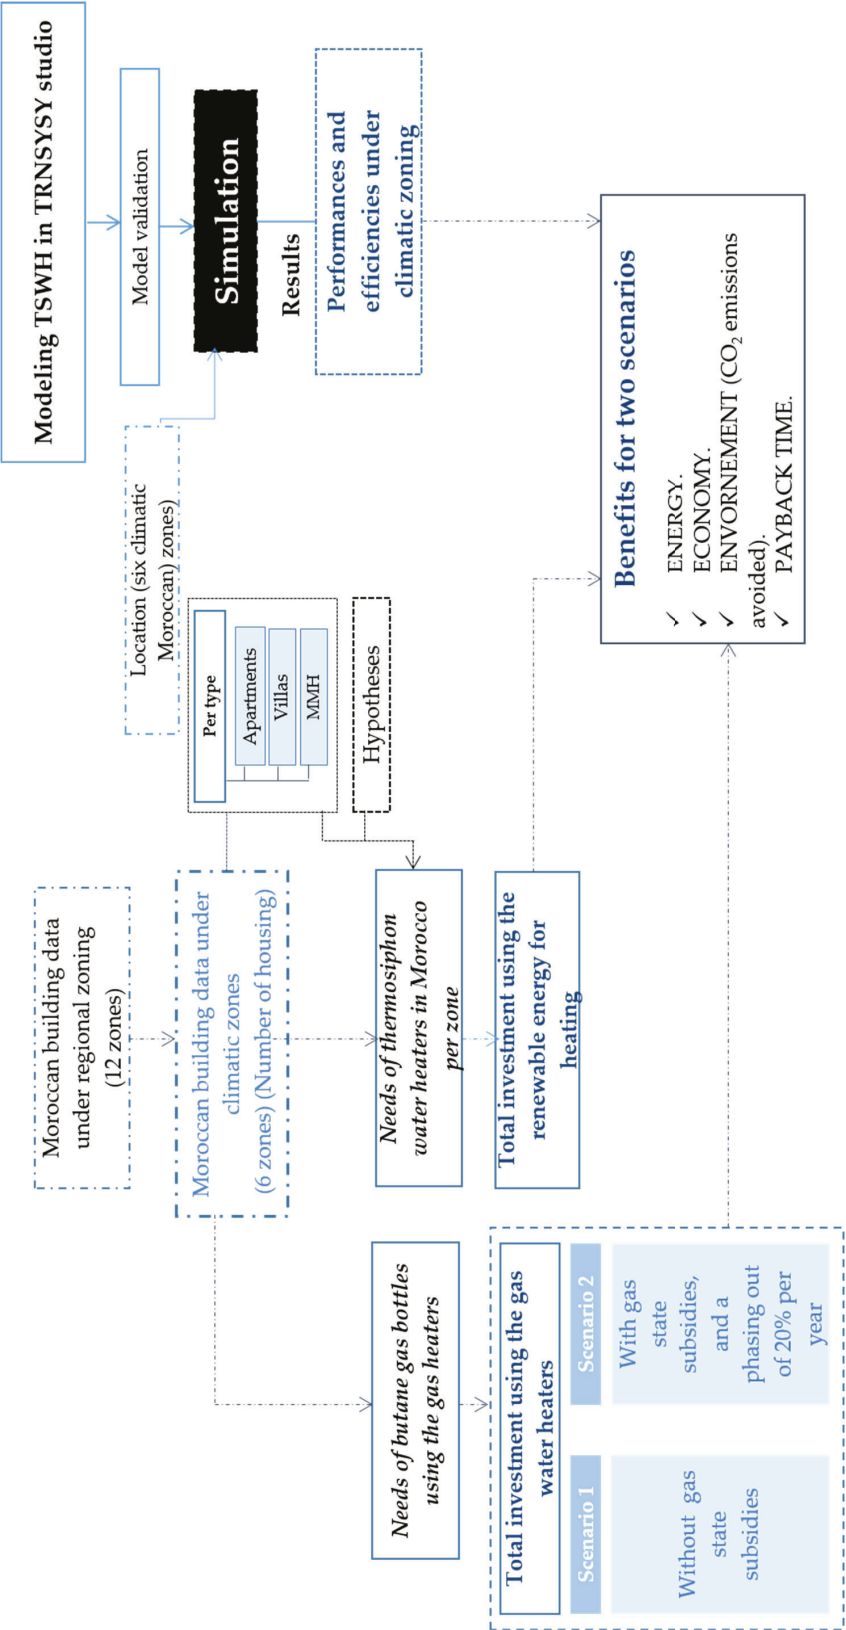 Modeling TSWH in TRNSYSY studio
Model validation
Simulation
Location (six climatic
Moroccan) zones)
Results
Performances and
efficiencies under
climatic zoning
Moroccan building data
under regional zoning
(12 zones)
Moroccan building data under
climatic zones
(6 zones) (Number of housing)
Per type
Apartments
Villas
MMH
Hypotheses
Needs of thermosiphon
water heaters in Morocco
per zone
Total investment using the
renewable energy for
heating
Needs of butane gas bottles
using the gas heaters
Total investment using the gas
water heaters
Scenario 1
Without gas
state
subsidies
Scenario 2
With gas
state
subsidies,
and a
phasing out
of 20% per
year
Benefits for two scenarios
✓ ENERGY.
✓ ECONOMY.
✓ ENVORNEMENT (CO₂ emissions
avoided).
✓ PAYBACK TIME.